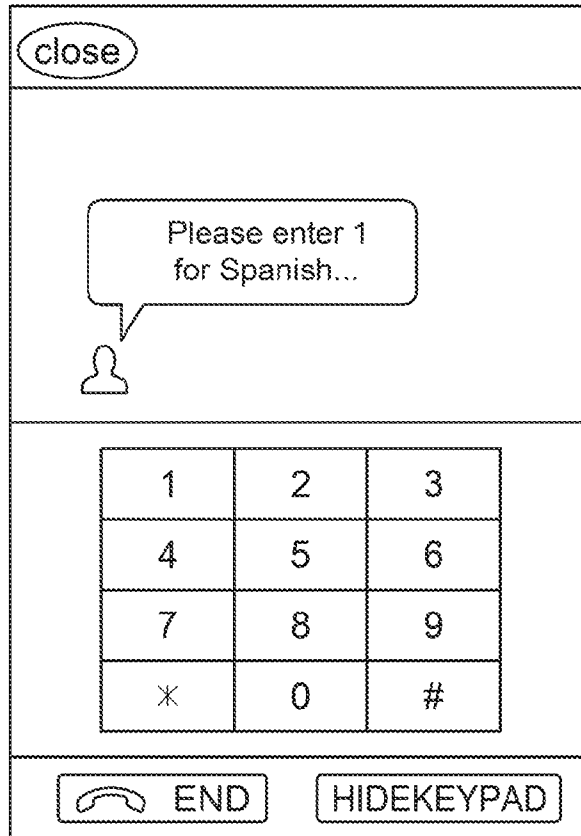 close
Please enter 1
for Spanish...
1 2 3
4 5 6
7 8 9
* 0 #
END HIDEKEYPAD